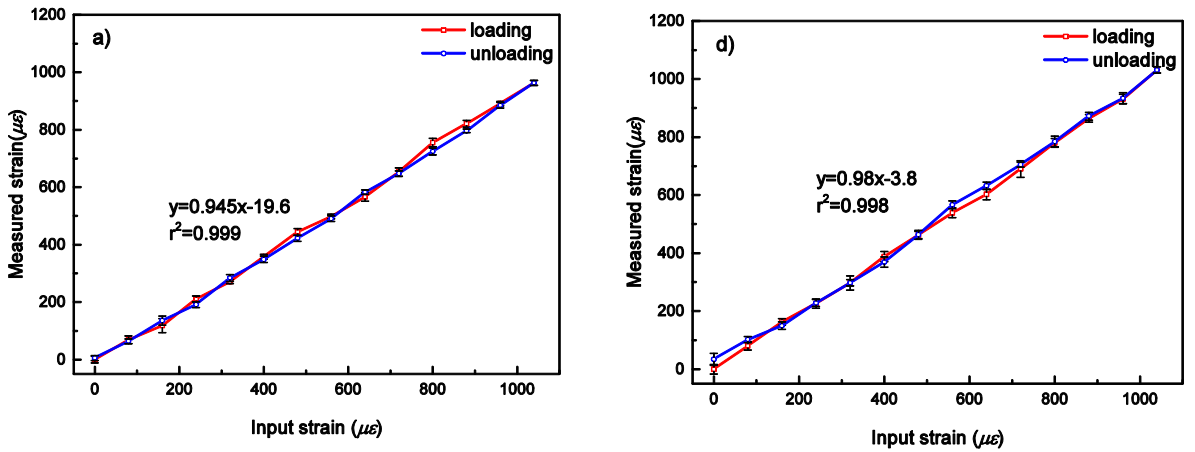 a)
loading
unloading
1200
1000
800
600
400
200
0
Measured strain(με)
y=0.945x-19.6
r²=0.999
0 200 400 600 800 1000
Input strain (με)
d)
loading
unloading
1200
1000
800
600
400
200
0
Measured strain(με)
y=0.98x-3.8
r²=0.998
0 200 400 600 800 1000
Input strain (με)